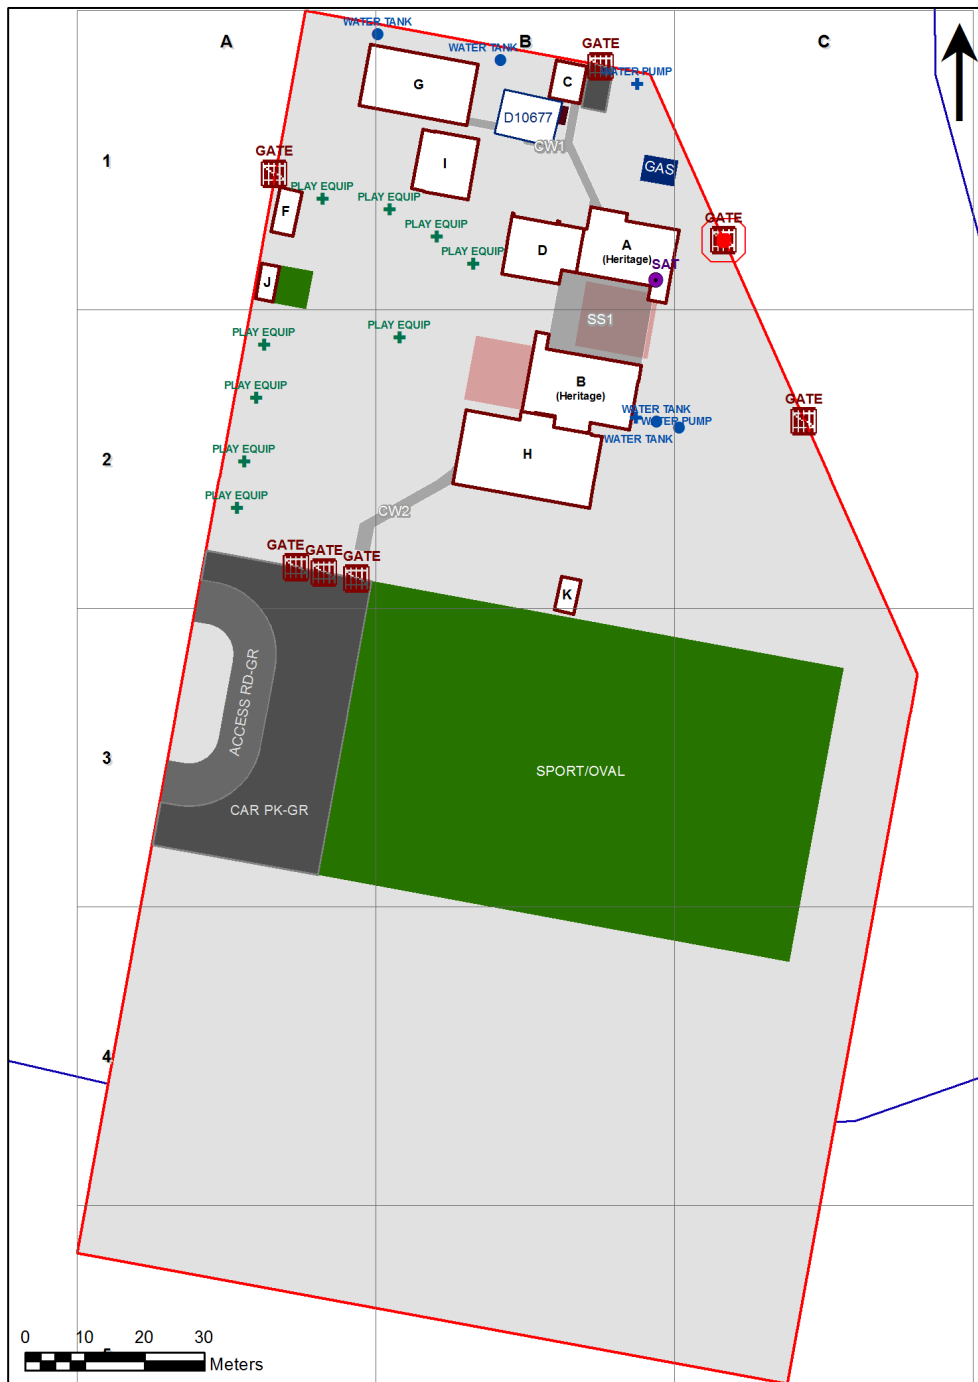 WATER TANK
A
B
C
WATER TANK
GATE
WATER PUMP
G
C
D10677
CW1
GATE
1
I
GAS
PLAY EQUIP
F
PLAY EQUIP
GATE
PLAY EQUIP
D
A
(Heritage)
PLAY EQUIP
SAT
J
SS1
PLAY EQUIP
PLAY EQUIP
B
(Heritage)
PLAY EQUIP
GATE
WATER TANK
WATER PUMP
WATER TANK
2
H
PLAY EQUIP
PLAY EQUIP
CW2
GATE
GATE
GATE
K
ACCESS RD-GR
3
SPORT/OVAL
CAR PK-GR
4
0 10 20 30
Meters